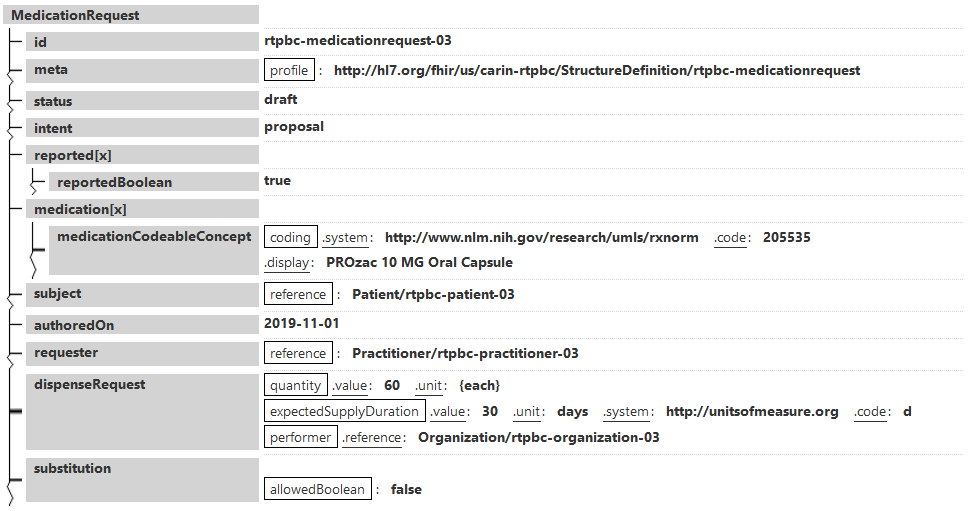 MedicationRequest
id rtpbc-medicationrequest-03
meta profile : http://hl7.org/fhir/us/carin-rtpbc/StructureDefinition/rtpbc-medicationrequest
status draft
intent proposal
reported[x]
reportedBoolean true
medication[x]
medicationCodeableConcept coding .system: http://www.nlm.nih.gov/research/umls/rxnorm .code: 205535
.display: PROzac 10 MG Oral Capsule
subject reference : Patient/rtpbc-patient-03
authoredOn 2019-11-01
requester reference : Practitioner/rtpbc-practitioner-03
dispenseRequest quantity .value: 60 .unit: {each}
expectedSupplyDuration .value: 30 .unit: days .system: http://unitsofmeasure.org .code: d
performer .reference: Organization/rtpbc-organization-03
substitution
allowedBoolean : false